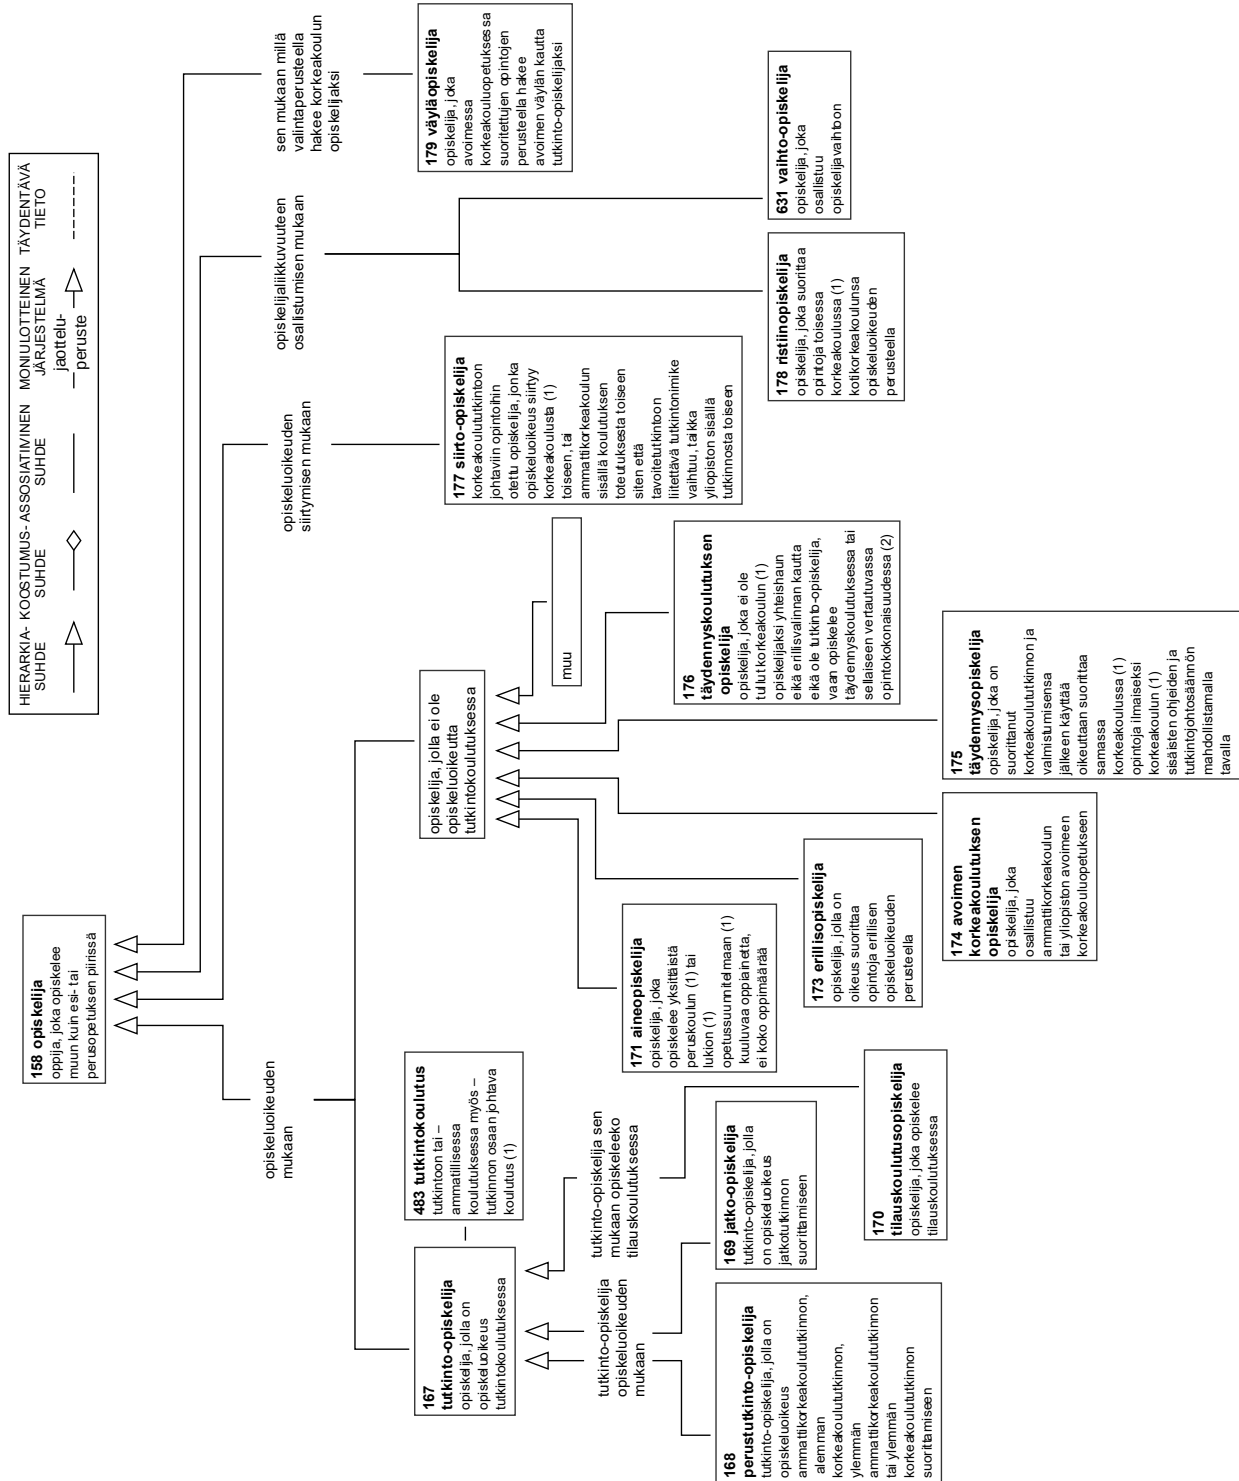 HIERARKIA-
SUHDE
KOOSTUMUS-
SUHDE
ASSOSIATIIVINEN
SUHDE
MONIULOTTEINEN
JÄRJESTELMÄ
jaottelu-
peruste
TÄYDENTÄVÄ
TIETO
158 opiskelija
oppija, joka opiskelee
muun kuin esi- tai
perusopetuksen piirissä
opiskeluoikeuden
mukaan
opiskeluoikeuden
siirtymisen mukaan
opiskelijaliikkuvuuteen
osallistumisen mukaan
sen mukaan millä
valintaperusteella
hakee korkeakoulun
opiskelijaksi
167
tutkinto-opiskelija
opiskelija, jolla on
opiskeluoikeus
tutkintokoulutuksessa
483 tutkintokoulutus
tutkintoon tai –
ammatillisessa
koulutuksessa myös –
tutkinnon osaan johtava
koulutus (1)
opiskelija, jolla ei ole
opiskeluoikeutta
tutkintokoulutuksessa
177 siirto-opiskelija
korkeakoulututkintoon
johtaviin opintoihin
otettu opiskelija, jonka
opiskeluoikeus siirtyy
korkeakoulusta (1)
toiseen, tai
ammattikorkeakoulun
sisällä koulutuksen
toteutuksesta toiseen
siten että
tavoitetutkintoon
liitettävä tutkintonimike
vaihtuu, taikka
yliopiston sisällä
tutkinnosta toiseen
179 väyläopiskelija
opiskelija, joka
avoimessa
korkeakouluopetuksessa
suoritettujen opintojen
perusteella hakee
avoimen väylän kautta
tutkinto-opiskelijaksi
tutkinto-opiskelija
opiskeluoikeuden
mukaan
tutkinto-opiskelija sen
mukaan opiskeleeko
tilauskoulutuksessa
muu
168
perustutkinto-opiskelija
tutkinto-opiskelija, jolla on
opiskeluoikeus
ammattikorkeakoulututkinnon,
alemman
korkeakoulututkinnon,
ylemmän
ammattikorkeakoulututkinnon
tai ylemmän
korkeakoulututkinnon
suorittamiseen
169 jatko-opiskelija
tutkinto-opiskelija, jolla
on opiskeluoikeus
jatkotutkinnon
suorittamiseen
170
tilauskoulutusopiskelija
opiskelija, joka opiskelee
tilauskoulutuksessa
171 aineopiskelija
opiskelija, joka
opiskelee yksittäistä
peruskoulun (1) tai
lukion (1)
opetussuunnitelmaan (1)
kuuluvaa oppiainetta,
ei koko oppimäärää
173 erillisopiskelija
opiskelija, jolla on
oikeus suorittaa
opintoja erillisen
opiskeluoikeuden
perusteella
174 avoimen
korkeakoulutuksen
opiskelija
opiskelija, joka
osallistuu
ammattikorkeakoulun
tai yliopiston avoimeen
korkeakouluopetukseen
175
täydennysopiskelija
opiskelija, joka on
suorittanut
korkeakoulututkinnon ja
valmistumisensa
jälkeen käyttää
oikeuttaan suorittaa
samassa
korkeakoulussa (1)
opintoja ilmaiseksi
korkeakoulun (1)
sisäisten ohjeiden ja
tutkintojohtosäännön
mahdollistamalla
tavalla
176
täydennyskoulutuksen
opiskelija
opiskelija, joka ei ole
tullut korkeakoulun (1)
opiskelijaksi yhteishaun
eikä erillisvalinnan kautta
eikä ole tutkinto-opiskelija,
vaan opiskelee
täydennyskoulutuksessa tai
sellaiseen vertautuvassa
opintokokonaisuudessa (2)
178 ristiinopiskelija
opiskelija, joka suorittaa
opintoja toisessa
korkeakoulussa (1)
kotikorkeakoulunsa
opiskeluoikeuden
perusteella
631 vaihto-opiskelija
opiskelija, joka
osallistuu
opiskelijavaihtoon